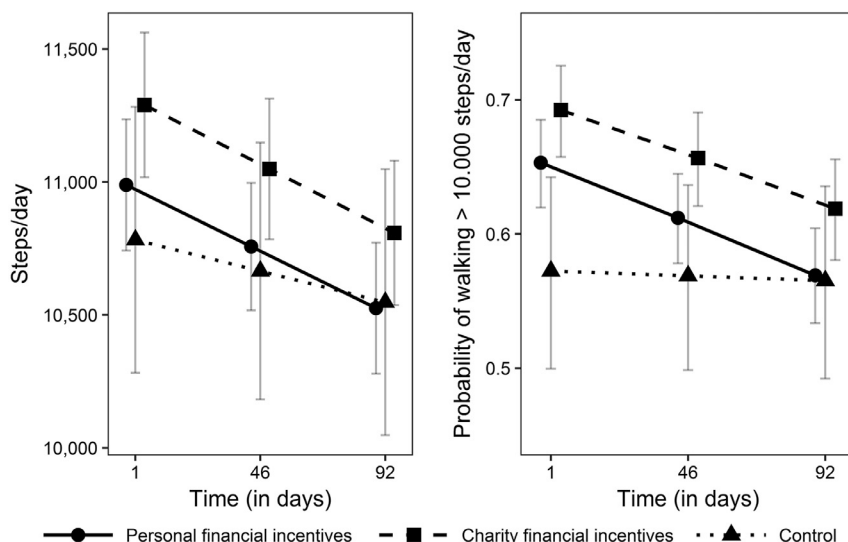 Steps/day
11,500
11,000
10,500
10,000
1 46 92
Time (in days)
Probability of walking > 10.000 steps/day
0.7
0.6
0.5
1 46 92
Time (in days)
Personal financial incentives Charity financial incentives Control